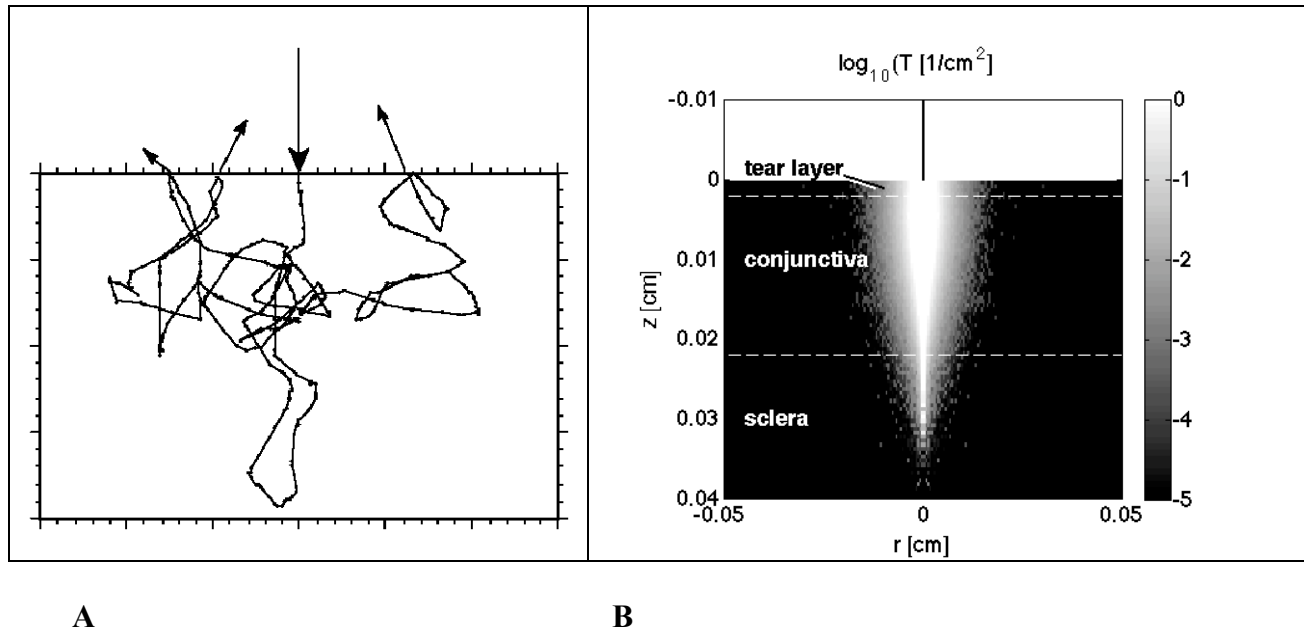 log10(T [1/cm2]
-0.01
0
0.01
0.02
0.03
0.04
z [cm]
tear layer
conjunctiva
sclera
-0.05
0
0.05
r [cm]
0
-1
-2
-3
-4
-5
A
B